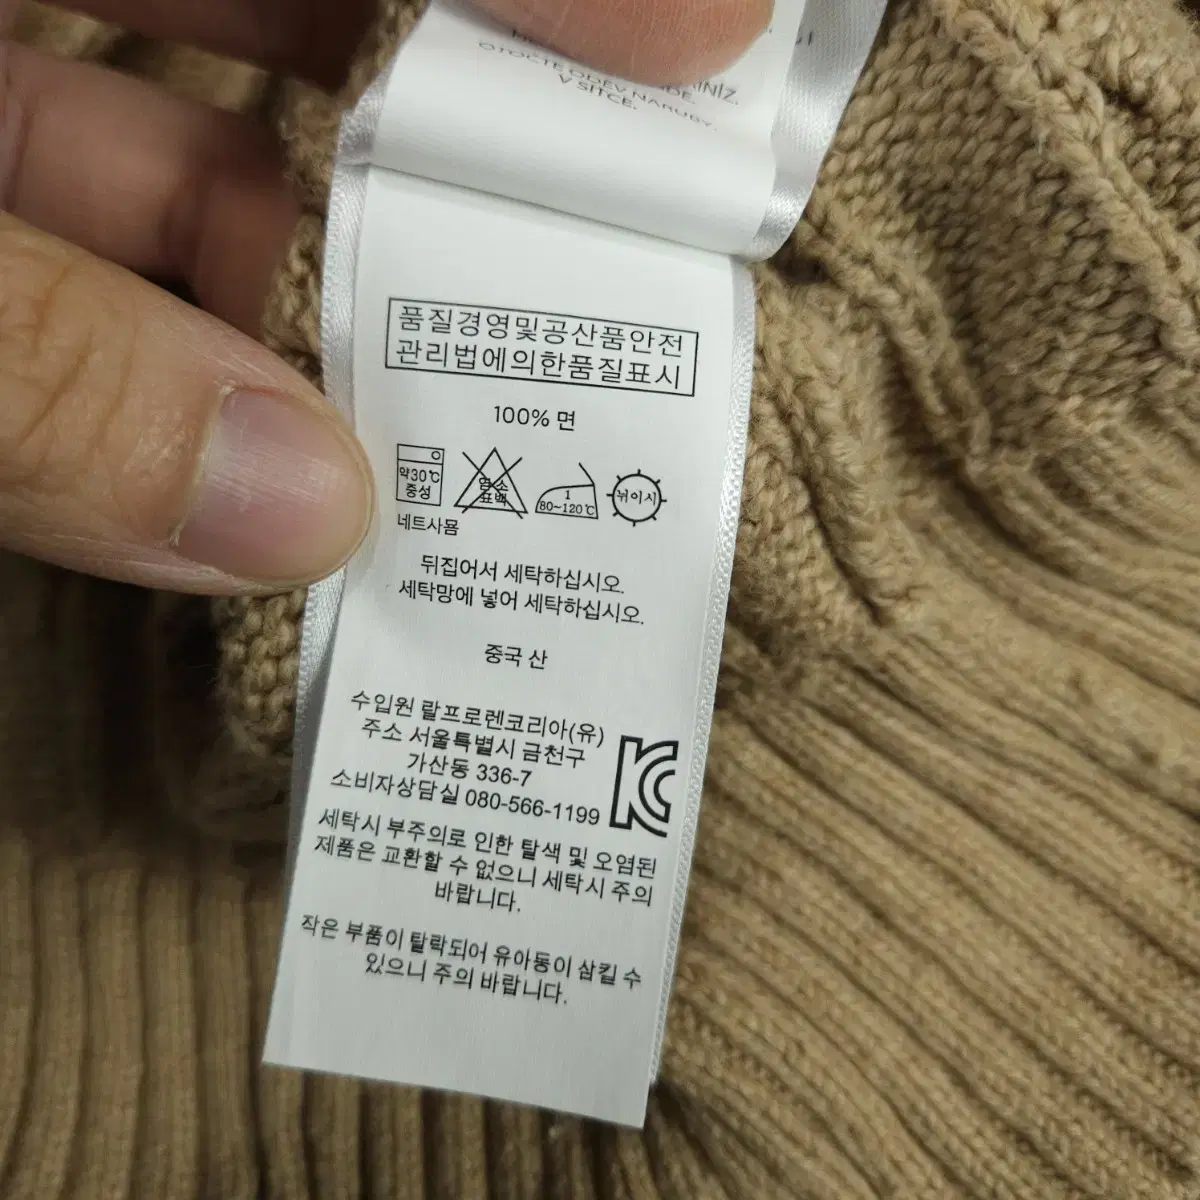 OTOČTE ODĚV NARUBY.
V SÍTCE.
품질경영및공산품안전
관리법에의한품질표시
100% 면
약30℃
중성
염소
표백
1
80~120℃
뉘이시
네트사용
뒤집어서 세탁하십시오.
세탁망에 넣어 세탁하십시오.
중국 산
수입원 랄프로렌코리아(유)
주소 서울특별시 금천구
가산동 336-7
소비자상담실 080-566-1199
세탁시 부주의로 인한 탈색 및 오염된
제품은 교환할 수 없으니 세탁시 주의
바랍니다.
작은 부품이 탈락되어 유아동이 삼킬 수
있으니 주의 바랍니다.